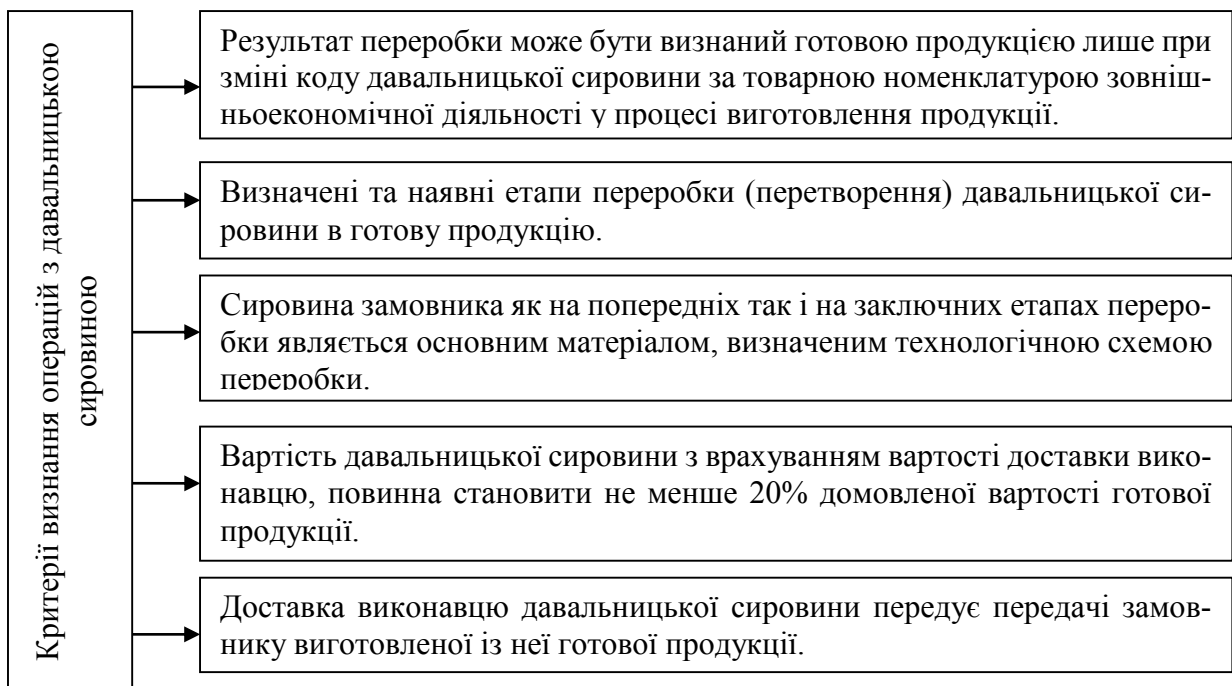 Критерії визнання операцій з давальницькою
сировиною
Результат переробки може бути визнаний готовою продукцією лише при
зміні коду давальницької сировини за товарною номенклатурою зовніш-
ньоекономічної діяльності у процесі виготовлення продукції.
Визначені та наявні етапи переробки (перетворення) давальницької си-
ровини в готову продукцію.
Сировина замовника як на попередніх так і на заключних етапах переро-
бки являється основним матеріалом, визначеним технологічною схемою
переробки.
Вартість давальницької сировини з врахуванням вартості доставки вико-
навцю, повинна становити не менше 20% домовленої вартості готової
продукції.
Доставка виконавцю давальницької сировини передує передачі замов-
нику виготовленої із неї готової продукції.